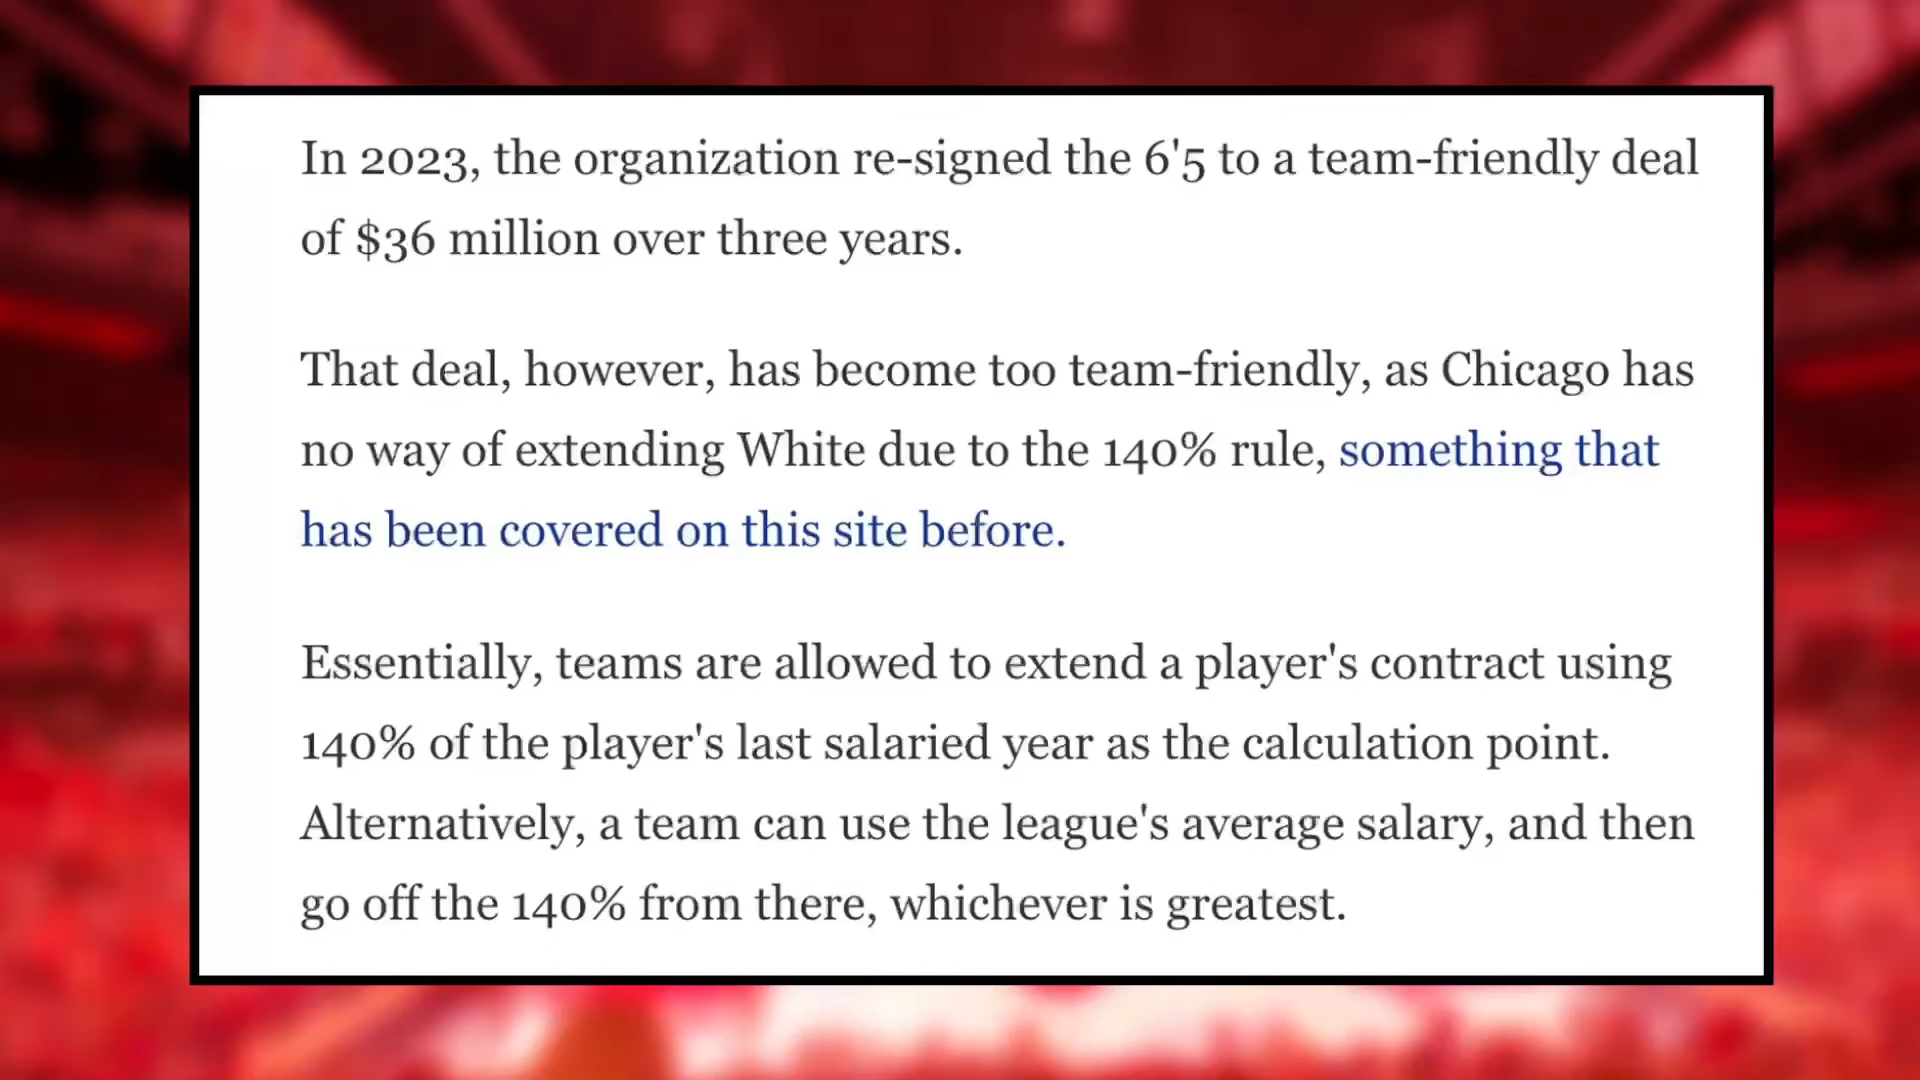 In 2023, the organization re-signed the 6'5 to a team-friendly deal
of $36 million over three years.
That deal, however, has become too team-friendly, as Chicago has
no way of extending White due to the 140% rule, something that
has been covered on this site before.
Essentially, teams are allowed to extend a player's contract using
140% of the player's last salaried year as the calculation point.
Alternatively, a team can use the league's average salary, and then
go off the 140% from there, whichever is greatest.